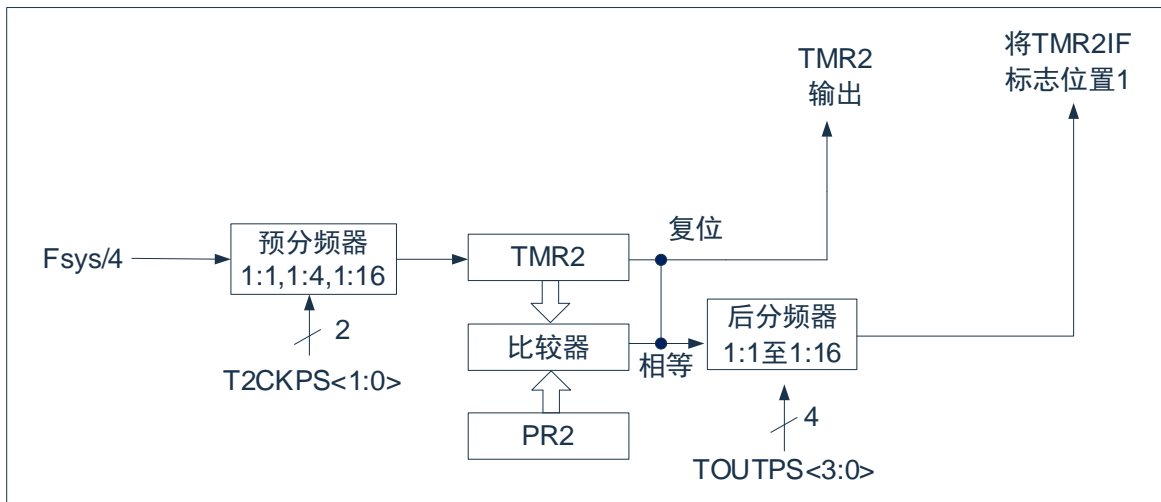 将TMR2IF
标志位置1
TMR2
输出
复位
Fsys/4
预分频器
1:1,1:4,1:16
TMR2
2
比较器
相等
后分频器
1:1至1:16
T2CKPS<1:0>
PR2
4
TOUTPS<3:0>